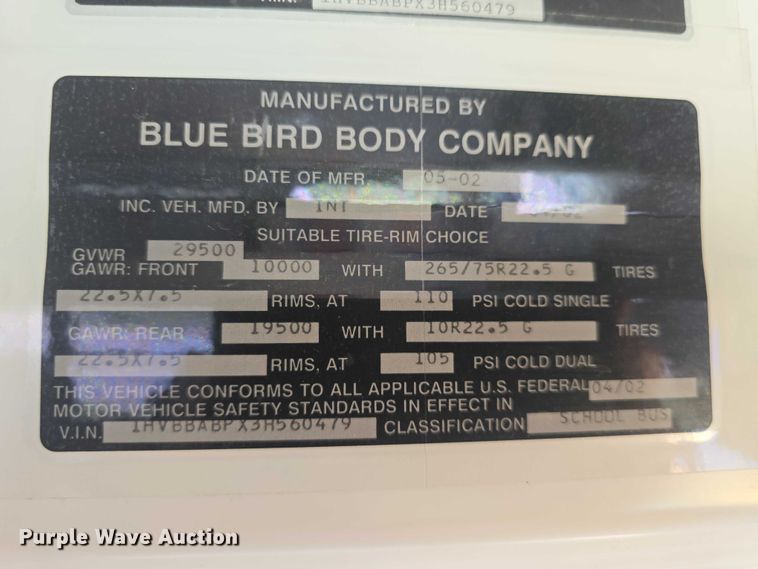 1HVBBABPX3H560479
MANUFACTURED BY
BLUE BIRD BODY COMPANY
DATE OF MFR. 05-02
INC. VEH. MFD. BY INT DATE 04/02
SUITABLE TIRE-RIM CHOICE
GVWR 29500
GAWR: FRONT 10000 WITH 265/75R22.5 G TIRES
22.5X7.5 RIMS, AT 110 PSI COLD SINGLE
GAWR: REAR 19500 WITH 10R22.5 G TIRES
22.5X7.5 RIMS, AT 105 PSI COLD DUAL
THIS VEHICLE CONFORMS TO ALL APPLICABLE U.S. FEDERAL 04/02
MOTOR VEHICLE SAFETY STANDARDS IN EFFECT IN
V.I.N. 1HVBBABPX3H560479 CLASSIFICATION SCHOOL BUS
Purple Wave Auction